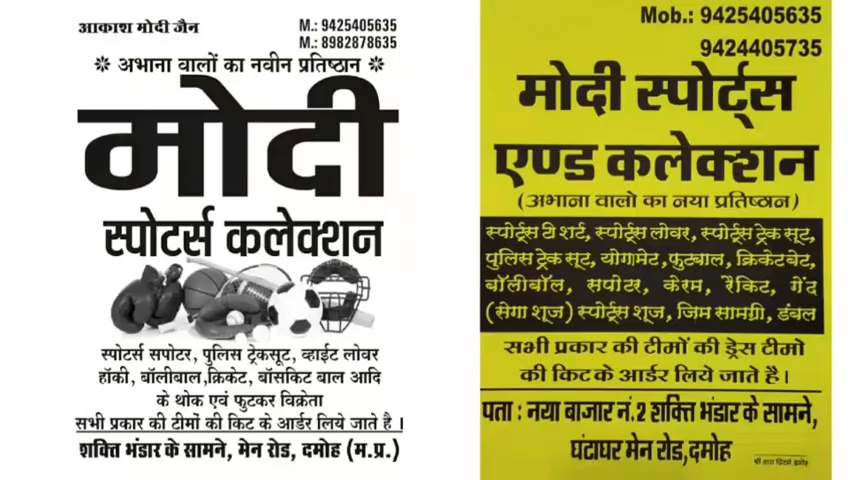 आकाश मोदी जैन
M.: 9425405635
M.: 8982878635
अभाना वालों का नवीन प्रतिष्ठान
मोदी
स्पोटर्स कलेक्शन
स्पोटर्स सपोटर, पुलिस ट्रेकसूट, व्हाईट लोवर
हॉकी, बॉलीबाल,क्रिकेट, बॉसकिट बाल आदि
के थोक एवं फुटकर विक्रेता
सभी प्रकार की टीमों की किट के आर्डर लिये जाते है ।
शक्ति भंडार के सामने, मेन रोड, दमोह (म.प्र.)
Mob.: 9425405635
9424405735
मोदी स्पोर्ट्स
एण्ड कलेक्शन
(अभाना वालो का नया प्रतिष्ठान)
स्पोर्ट्स टी शर्ट, स्पोर्ट्स लोवर, स्पोर्ट्स ट्रेक सूट,
पुलिस ट्रेक सूट, योगमेट,फुटबाल, क्रिकेटबेट,
बॉलीबॉल, सपोटर, केरम, रैकिट, गेंद
(सेगा शूज) स्पोर्ट्स शूज, जिम सामग्री, डंबल
सभी प्रकार की टीमों की ड्रेस टीमो
की किट के आर्डर लिये जाते है ।
पता : नया बाजार नं.2 शक्ति भंडार के सामने,
घंटाघर मेन रोड,दमोह